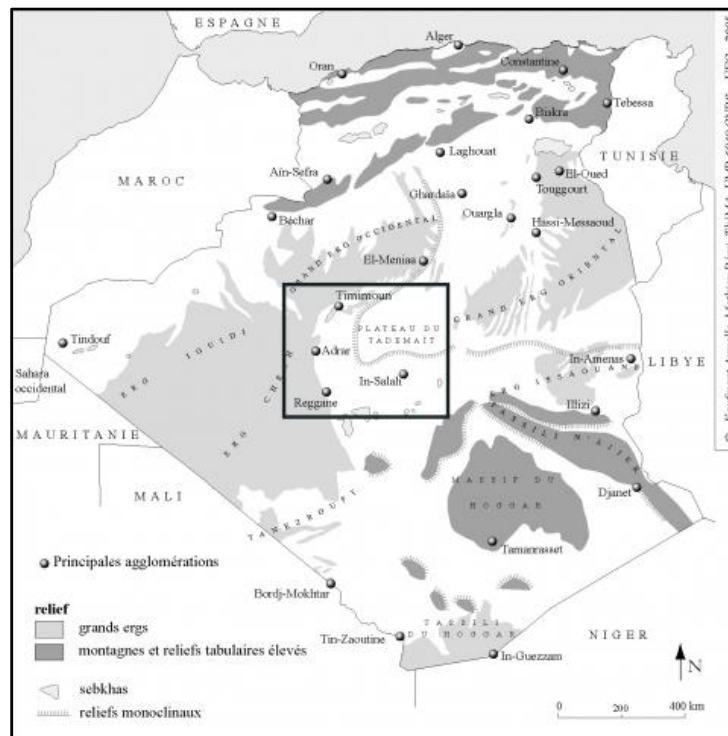 ESPAGNE
Alger
Oran
Constantine
Tebessa
Biskra
TUNISIE
Laghouat
MAROC
Aïn-Sefra
El-Oued
Touggourt
Ghardaïa
Ouargla
Béchar
Hassi-Messaoud
GRAND ERG OCCIDENTAL
El-Meniaa
Timimoun
GRAND ERG ORIENTAL
PLATEAU DU
TADEMAÏT
Tindouf
ERG IGUIDI
Adrar
In-Amenas
LIBYE
Sahara
occidental
In-Salah
ERG ISSAOUANE
Reggane
ERG CHECH
Illizi
MAURITANIE
TASSILI N'AJJER
MALI
MASSIF DU
HOGGAR
Djanet
TANEZROUFT
Tamanrasset
Principales agglomérations
Bordj-Mokhtar
relief
grands ergs
TASSILI
DU HOGGAR
NIGER
montagnes et reliefs tabulaires élevés
Tin-Zaoutine
In-Guezzam
sebkhas
N
reliefs monoclinaux
0 200 400 km